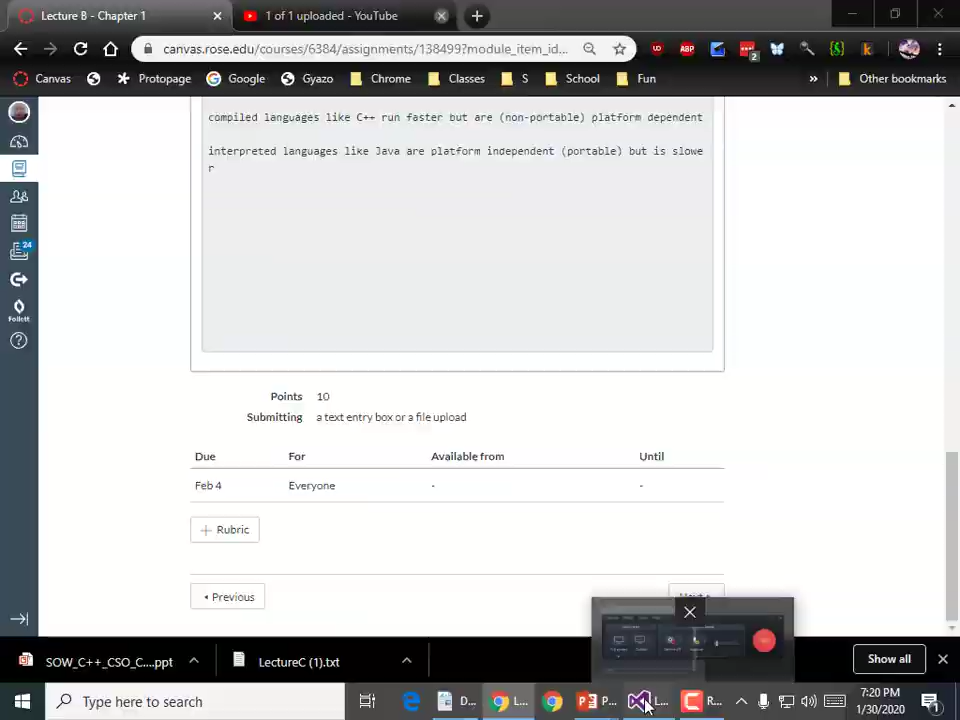 Lecture B - Chapter 1
1 of 1 uploaded - YouTube
canvas.rose.edu/courses/6384/assignments/138499?module_item_id...
Canvas
Protopage
Google
Gyazo
Chrome
Classes
S
School
Fun
»
Other bookmarks
compiled languages like C++ run faster but are (non-portable) platform dependent
interpreted languages like Java are platform independent (portable) but is slowe
r
24
Follett
Points 10
Submitting a text entry box or a file upload
Due For Available from Until
Feb 4 Everyone - -
+ Rubric
Previous
SOW_C++_CSO_C....ppt
LectureC (1).txt
Show all
Type here to search
D...
L...
P...
L...
R...
7:20 PM
1/30/2020